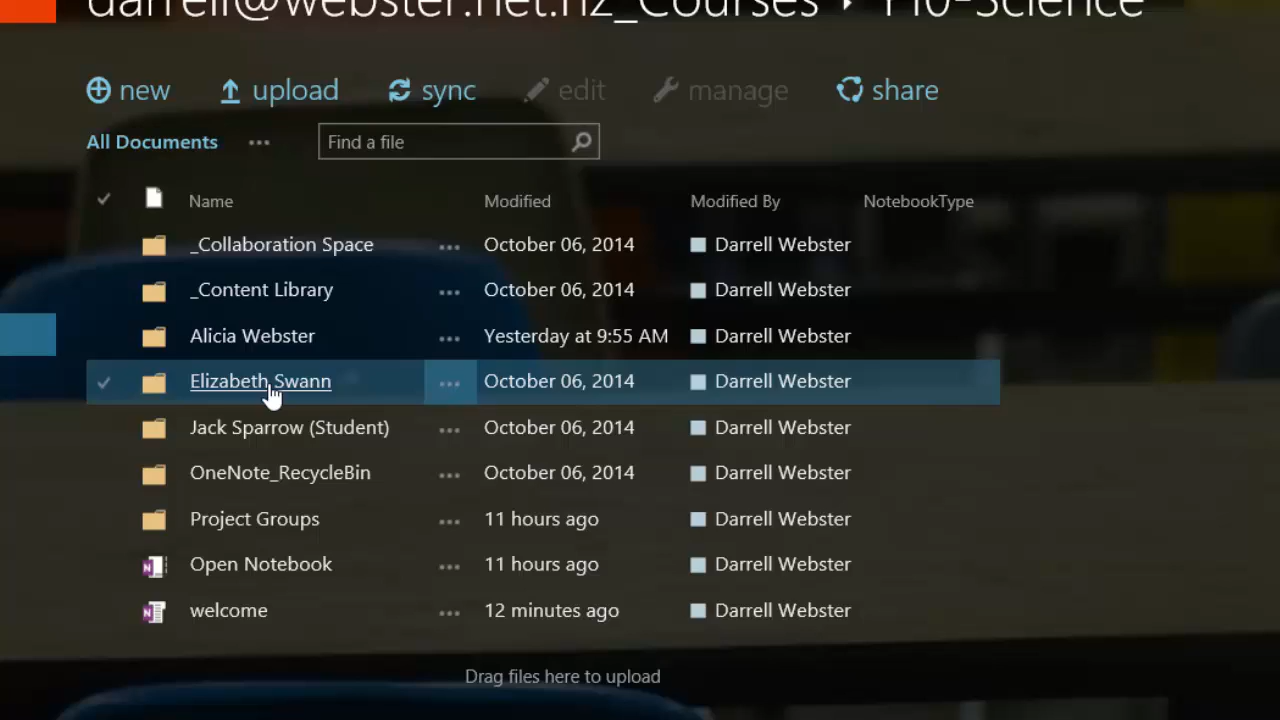 darrell@webster.net.nz_Courses
new upload sync edit manage share
All Documents ... Find a file
Name Modified Modified By NotebookType
_Collaboration Space ... October 06, 2014 Darrell Webster
_Content Library ... October 06, 2014 Darrell Webster
Alicia Webster ... Yesterday at 9:55 AM Darrell Webster
Elizabeth Swann ... October 06, 2014 Darrell Webster
Jack Sparrow (Student) ... October 06, 2014 Darrell Webster
OneNote_RecycleBin ... October 06, 2014 Darrell Webster
Project Groups ... 11 hours ago Darrell Webster
Open Notebook ... 11 hours ago Darrell Webster
welcome ... 12 minutes ago Darrell Webster
Drag files here to upload